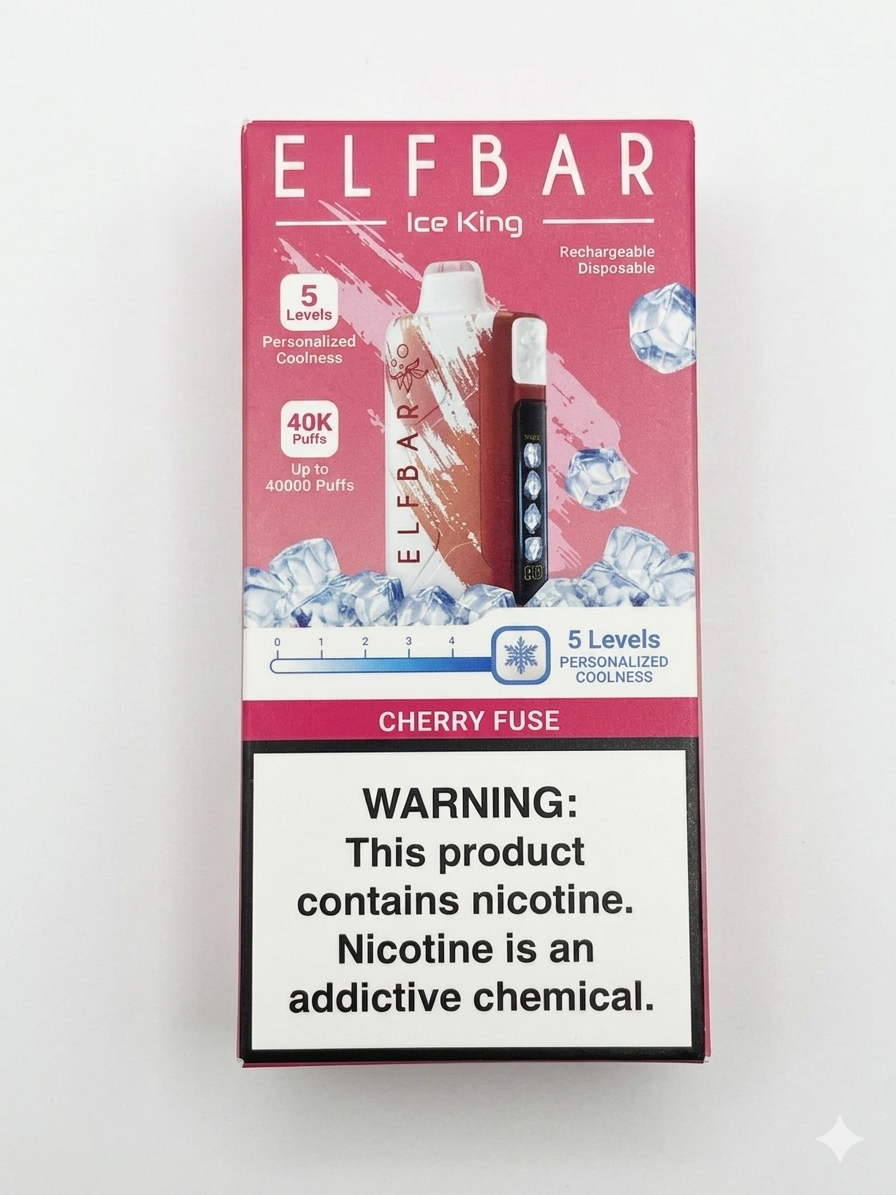 ELFBAR
Ice King
Rechargeable
Disposable
5
Levels
Personalized
Coolness
40K
Puffs
Up to
40000 Puffs
ELFBAR
0 1 2 3 4
5 Levels
PERSONALIZED
COOLNESS
CHERRY FUSE
WARNING:
This product
contains nicotine.
Nicotine is an
addictive chemical.